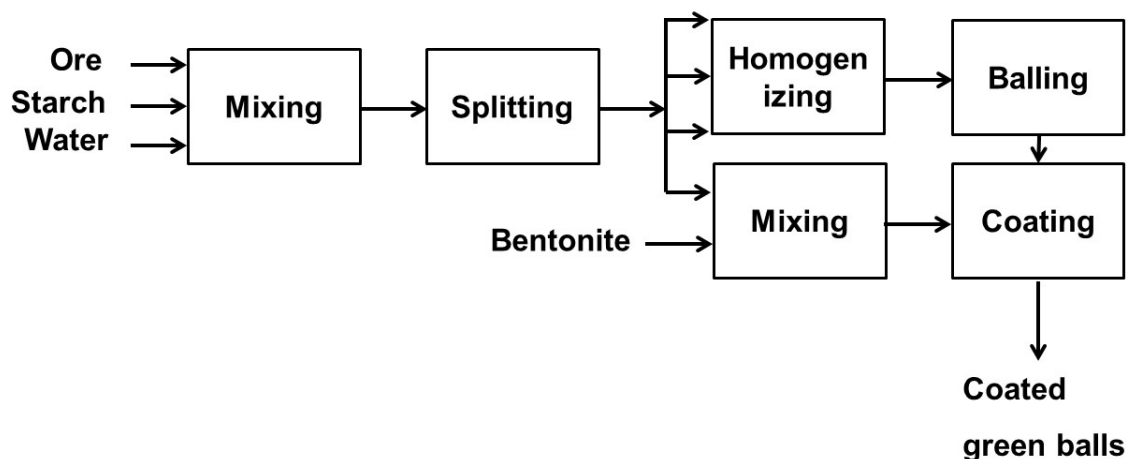 Ore
Starch
Water
Mixing
Splitting
Homogen
izing
Balling
Bentonite
Mixing
Coating
Coated
green balls